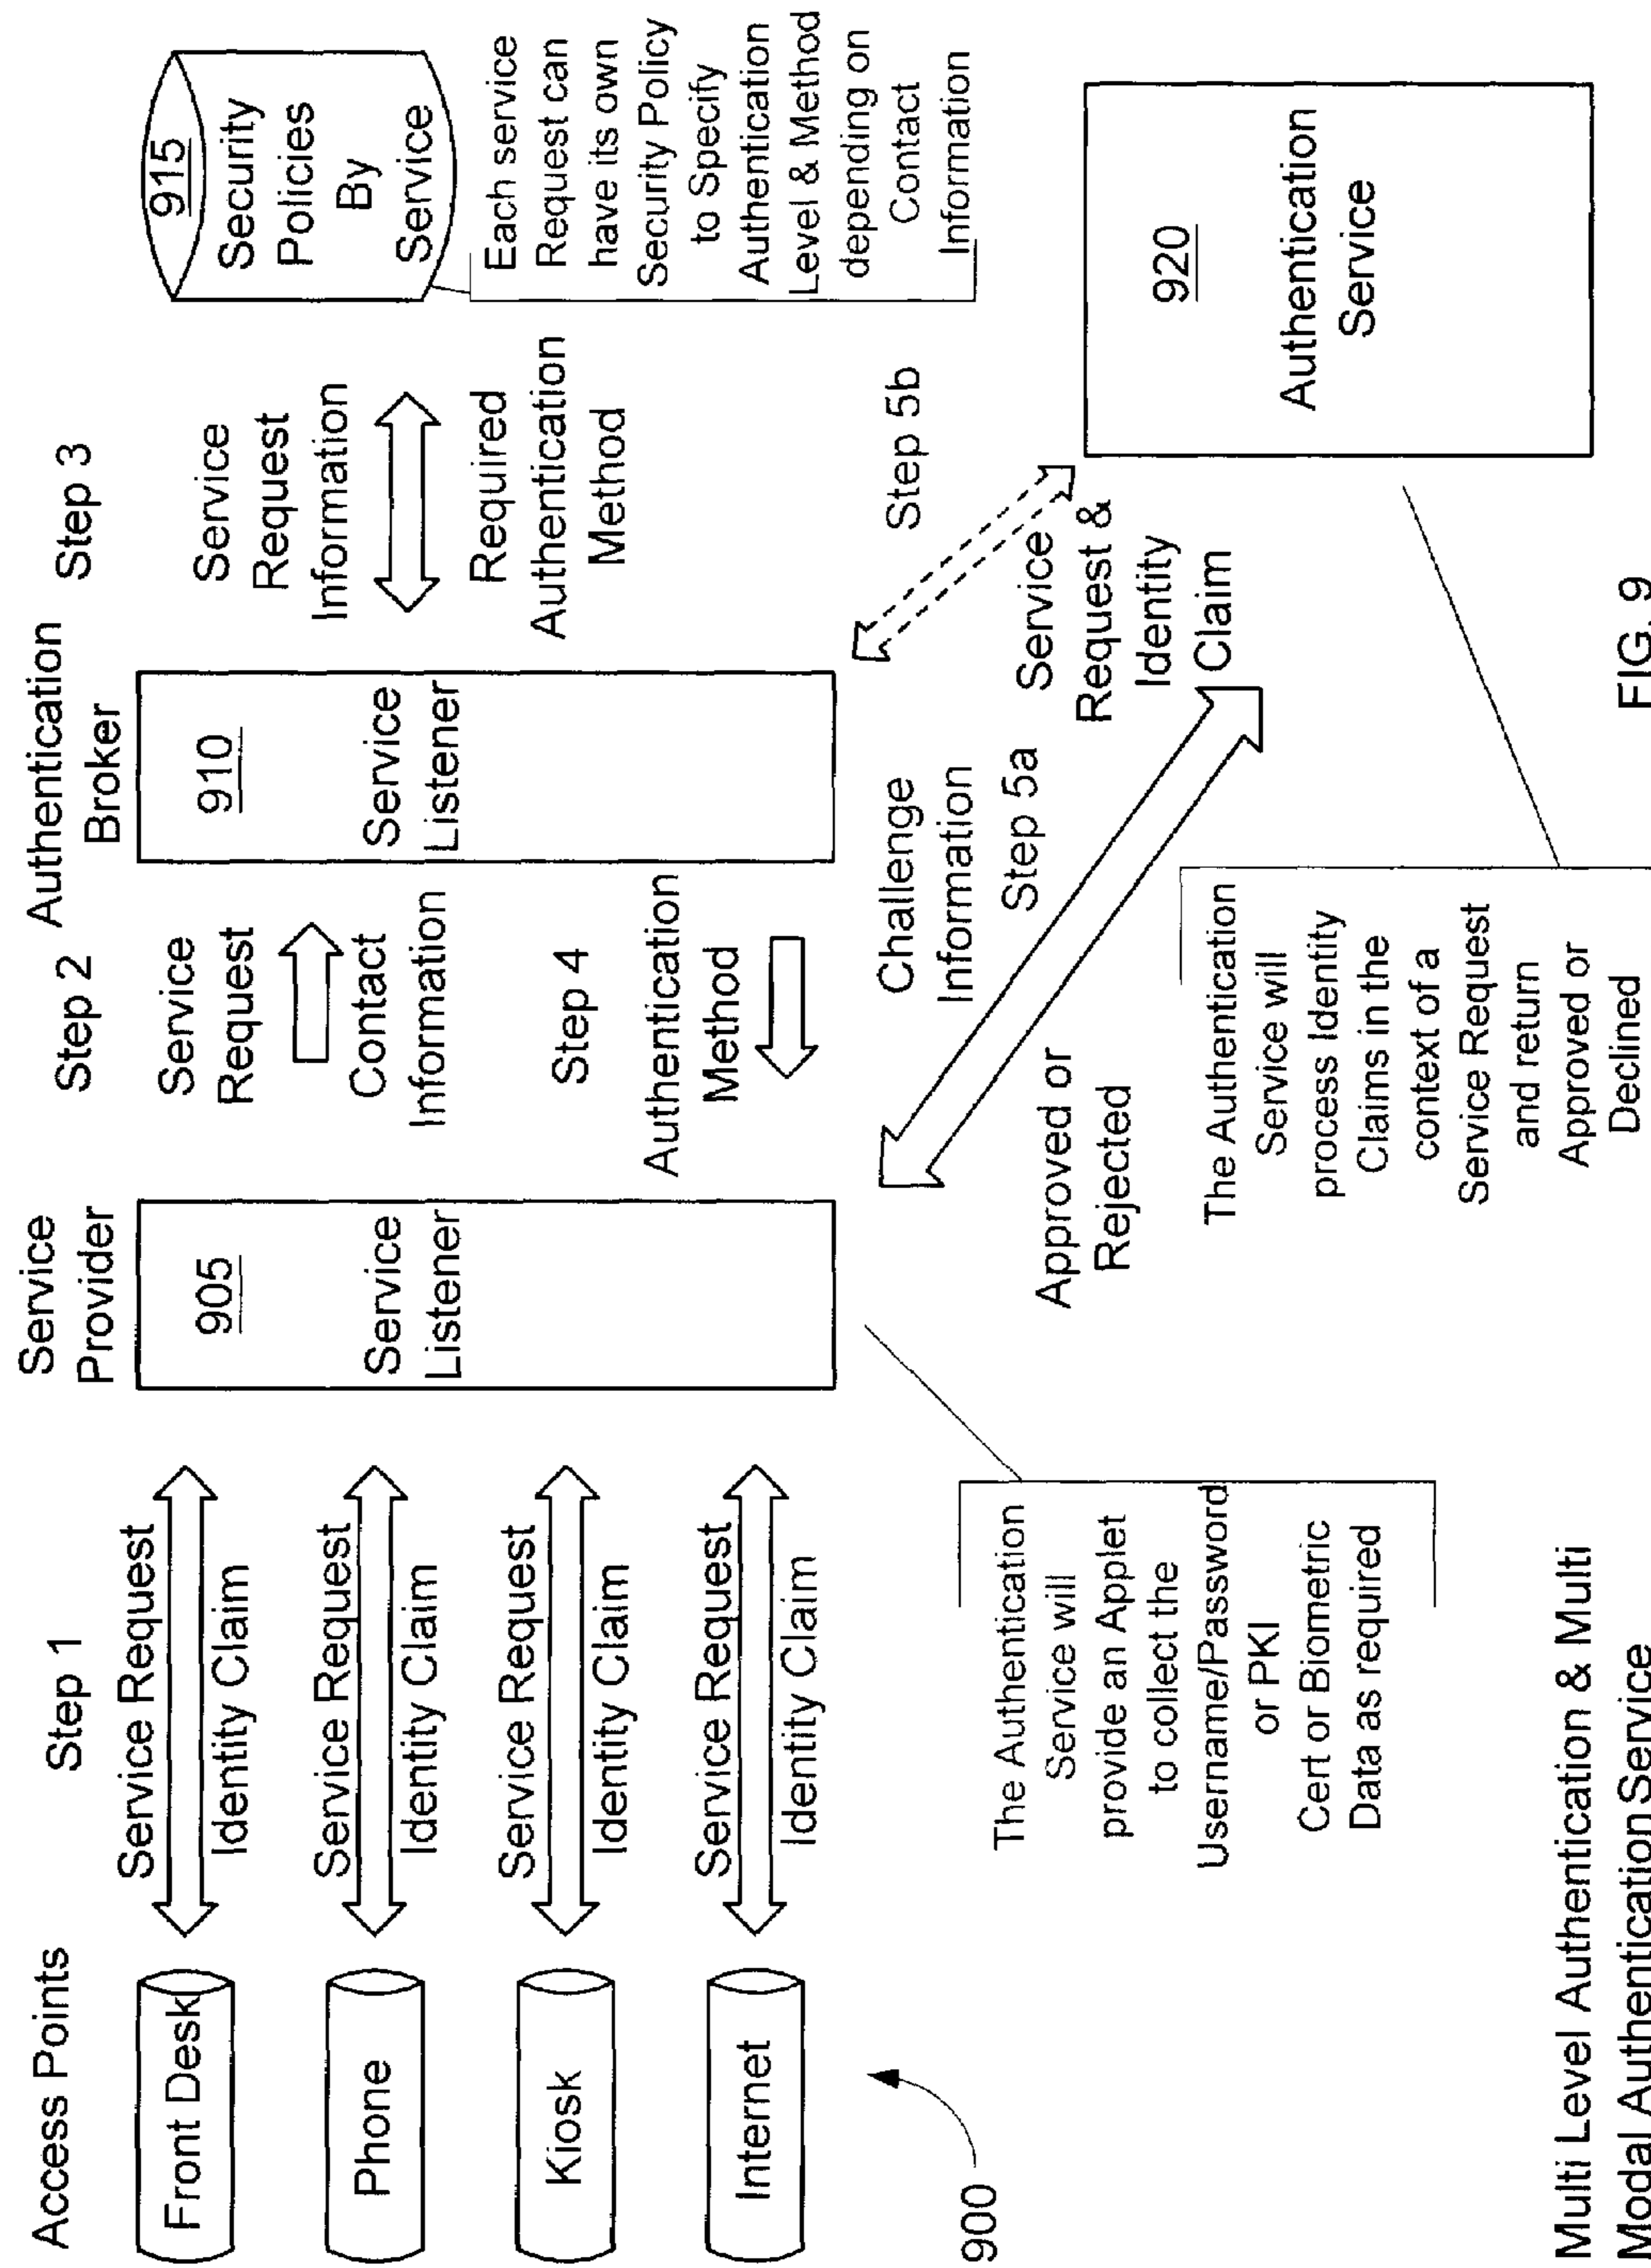 Access Points
Front Desk
Phone
Kiosk
Internet
900
Step 1
Service Request
Identity Claim
Service Request
Identity Claim
Service Request
Identity Claim
Service Request
Identity Claim
Service
Provider
905
Service
Listener
The Authentication
Service will
provide an Applet
to collect the
Username/Password
or PKI
Cert or Biometric
Data as required
Step 2
Service
Request
Contact
Information
Step 4
Authentication
Method
Authentication
Broker
910
Service
Listener
Step 3
Service
Request
Information
Required
Authentication
Method
915
Security
Policies
By
Service
Each service
Request can
have its own
Security Policy
to Specify
Authentication
Level & Method
depending on
Contact
Information
Challenge
Information
Step 5a
Approved or
Rejected
Step 5b
Service
Request &
Identity
Claim
920
Authentication
Service
The Authentication
Service will
process Identity
Claims in the
context of a
Service Request
and return
Approved or
Declined
Multi Level Authentication & Multi
Modal Authentication Service
FIG. 9